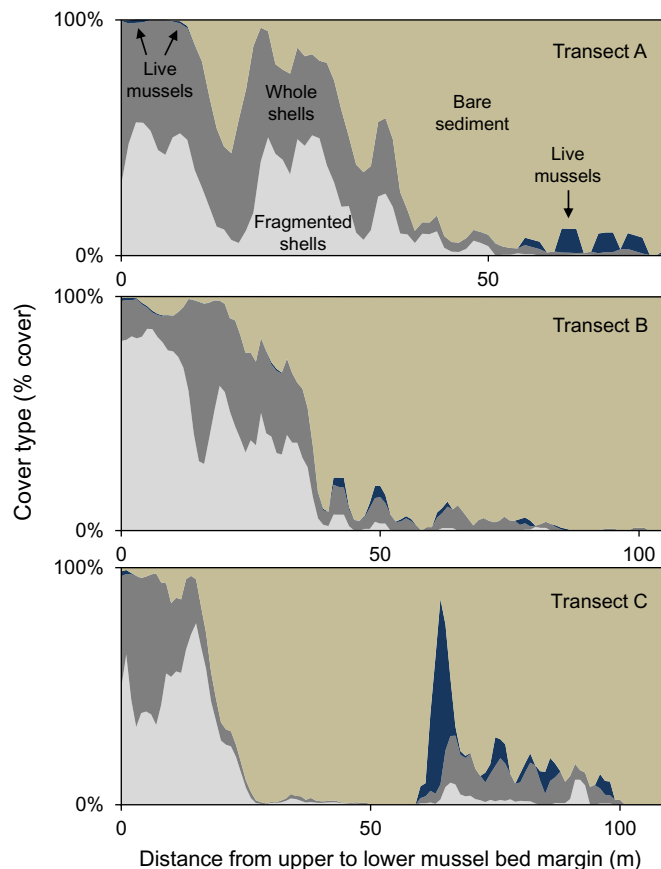 100%
Transect A
Live
mussels
Whole
shells
Bare
sediment
Live
mussels
Fragmented
shells
0%
0
50
100%
Transect B
Cover type (% cover)
0%
0
50
100
100%
Transect C
0%
0
50
100
Distance from upper to lower mussel bed margin (m)